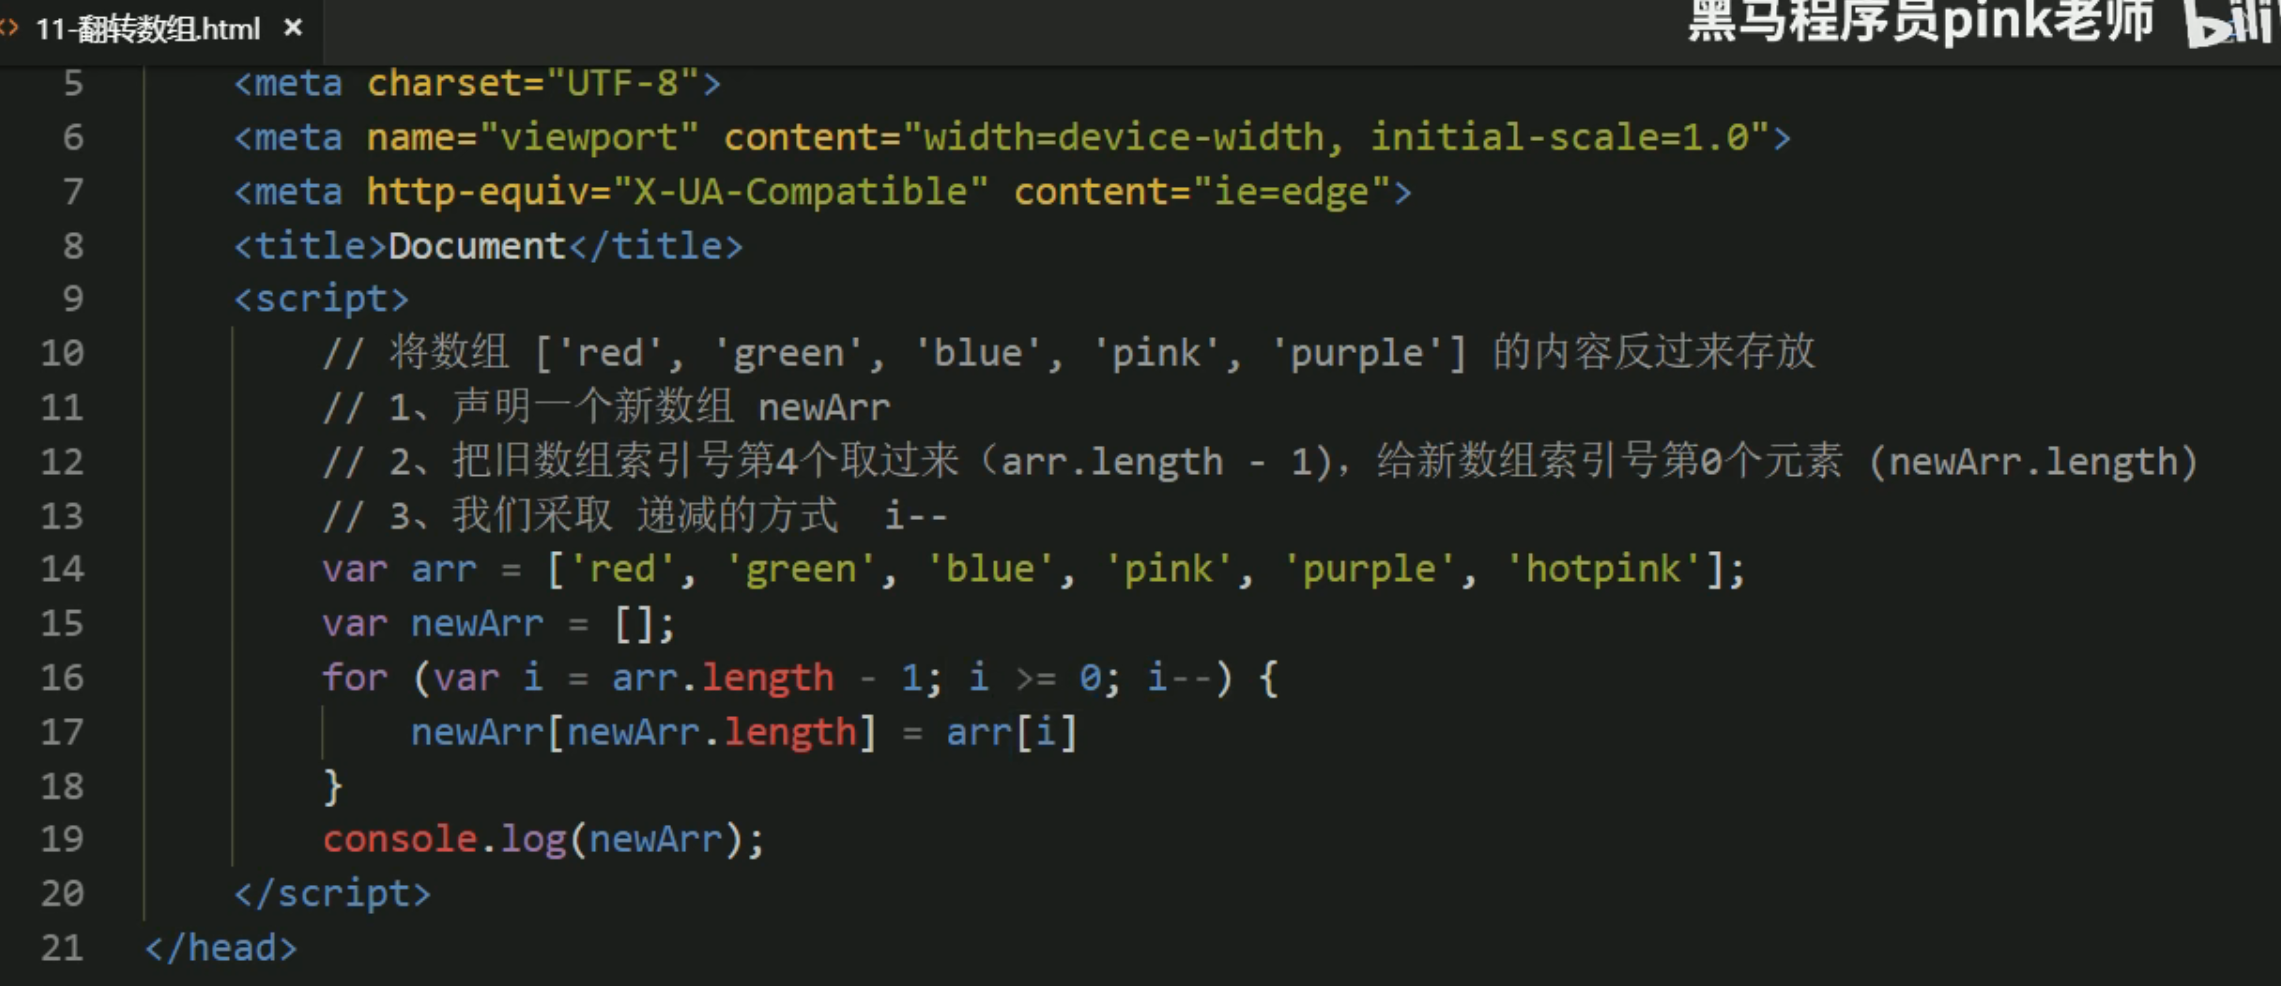 11-翻转数组.html ×
黑马程序员pink老师 bili
5 <meta charset="UTF-8">
6 <meta name="viewport" content="width=device-width, initial-scale=1.0">
7 <meta http-equiv="X-UA-Compatible" content="ie=edge">
8 <title>Document</title>
9 <script>
10 // 将数组 ['red', 'green', 'blue', 'pink', 'purple'] 的内容反过来存放
11 // 1、声明一个新数组 newArr
12 // 2、把旧数组索引号第4个取过来（arr.length - 1)，给新数组索引号第0个元素 (newArr.length)
13 // 3、我们采取 递减的方式  i--
14 var arr = ['red', 'green', 'blue', 'pink', 'purple', 'hotpink'];
15 var newArr = [];
16 for (var i = arr.length - 1; i >= 0; i--) {
17 newArr[newArr.length] = arr[i]
18 }
19 console.log(newArr);
20 </script>
21 </head>